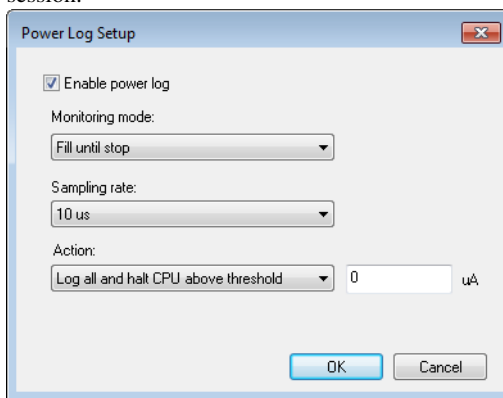 session.
Power Log Setup
Enable power log
Monitoring mode:
Fill until stop
Sampling rate:
10 us
Action:
Log all and halt CPU above threshold 0 uA
OK Cancel